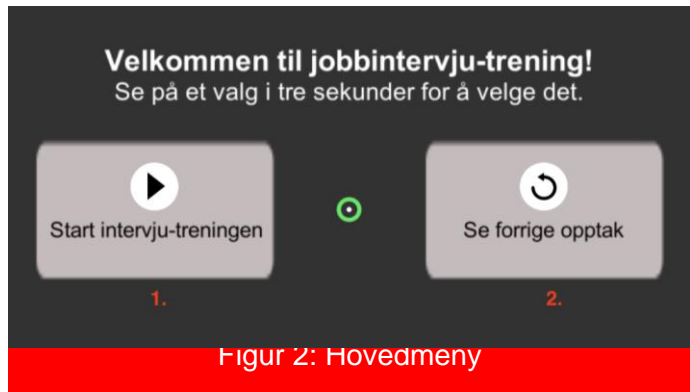 Velkommen til jobbintervju-trening!
Se på et valg i tre sekunder for å velge det.
Start intervju-treningen
Se forrige opptak
1.
2.
Figur 2: Hovedmeny